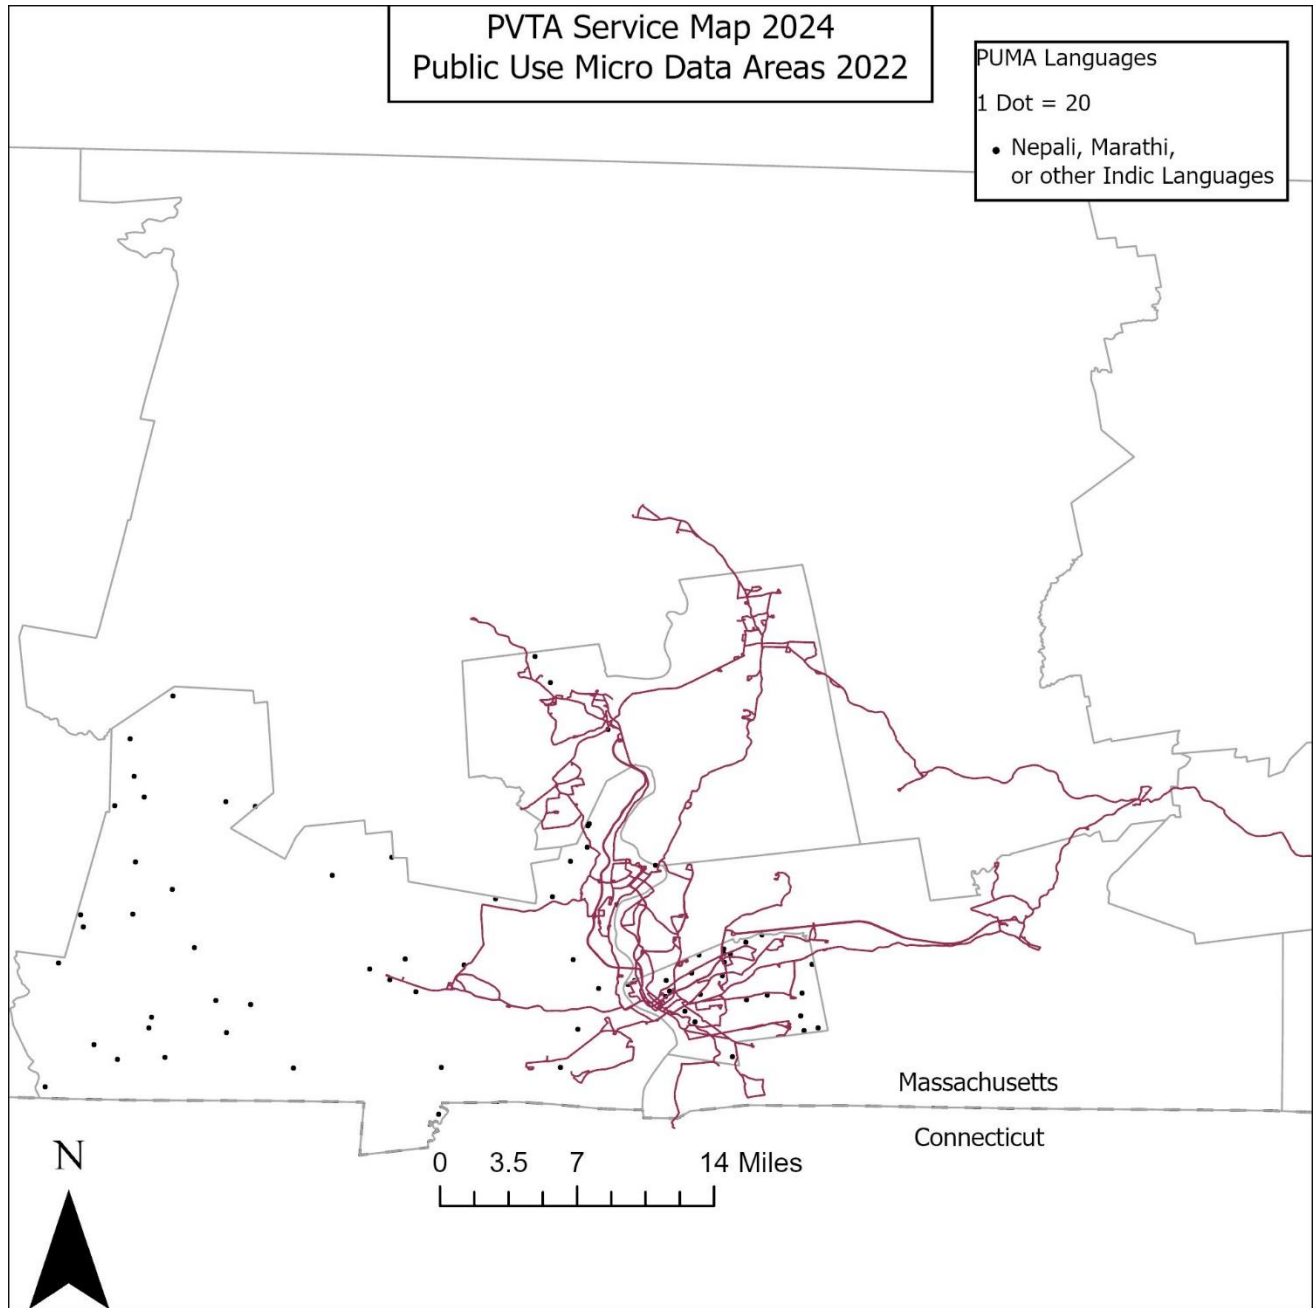 PVTA Service Map 2024
Public Use Micro Data Areas 2022
PUMA Languages
1 Dot = 20
Nepali, Marathi,
or other Indic Languages
Massachusetts
Connecticut
N
0 3.5 7 14 Miles